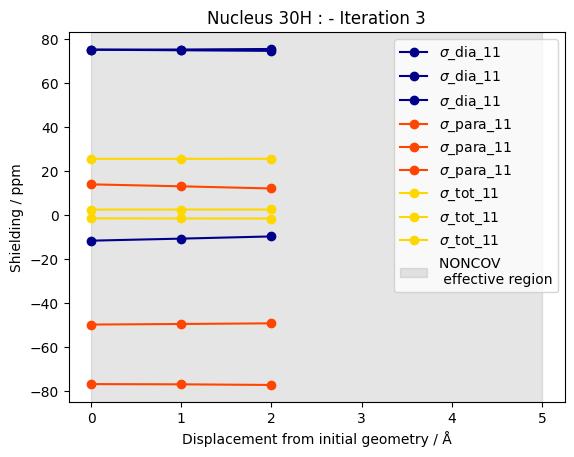 Nucleus 30H : - Iteration 3
Shielding / ppm
80
60
40
20
0
−20
−40
−60
−80
σ_dia_11
σ_dia_11
σ_dia_11
σ_para_11
σ_para_11
σ_para_11
σ_tot_11
σ_tot_11
σ_tot_11
NONCOV
effective region
0 1 2 3 4 5
Displacement from initial geometry / Å